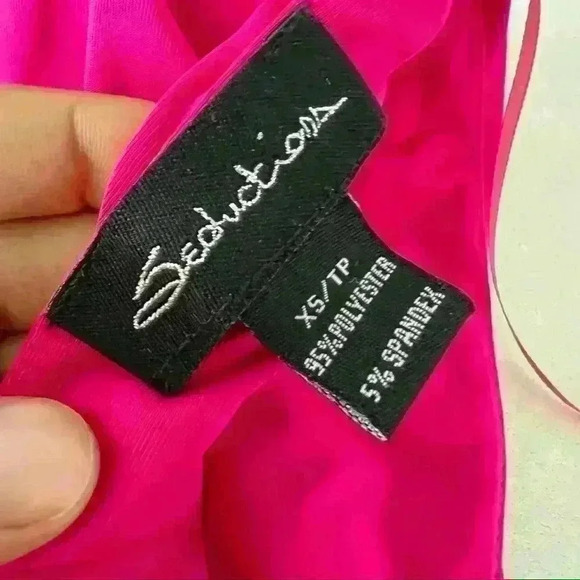 Seductions
XS/TP
95%POLYESTER
5% SPANDEX